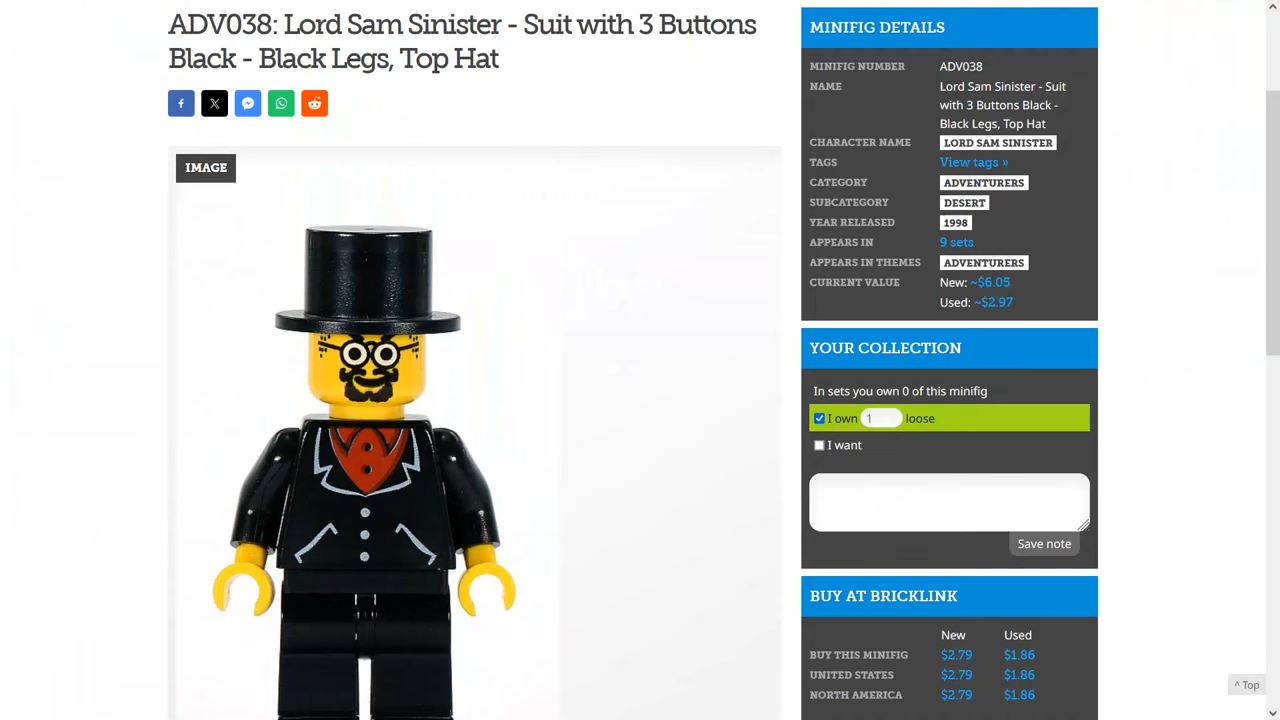 ADV038: Lord Sam Sinister - Suit with 3 Buttons
Black - Black Legs, Top Hat
IMAGE
MINIFIG DETAILS
MINIFIG NUMBER ADV038
NAME Lord Sam Sinister - Suit
with 3 Buttons Black -
Black Legs, Top Hat
CHARACTER NAME LORD SAM SINISTER
TAGS View tags »
CATEGORY ADVENTURERS
SUBCATEGORY DESERT
YEAR RELEASED 1998
APPEARS IN 9 sets
APPEARS IN THEMES ADVENTURERS
CURRENT VALUE New: ~$6.05
Used: ~$2.97
YOUR COLLECTION
In sets you own 0 of this minifig
I own 1 loose
I want
Save note
BUY AT BRICKLINK
New Used
BUY THIS MINIFIG $2.79 $1.86
UNITED STATES $2.79 $1.86
NORTH AMERICA $2.79 $1.86
^ Top